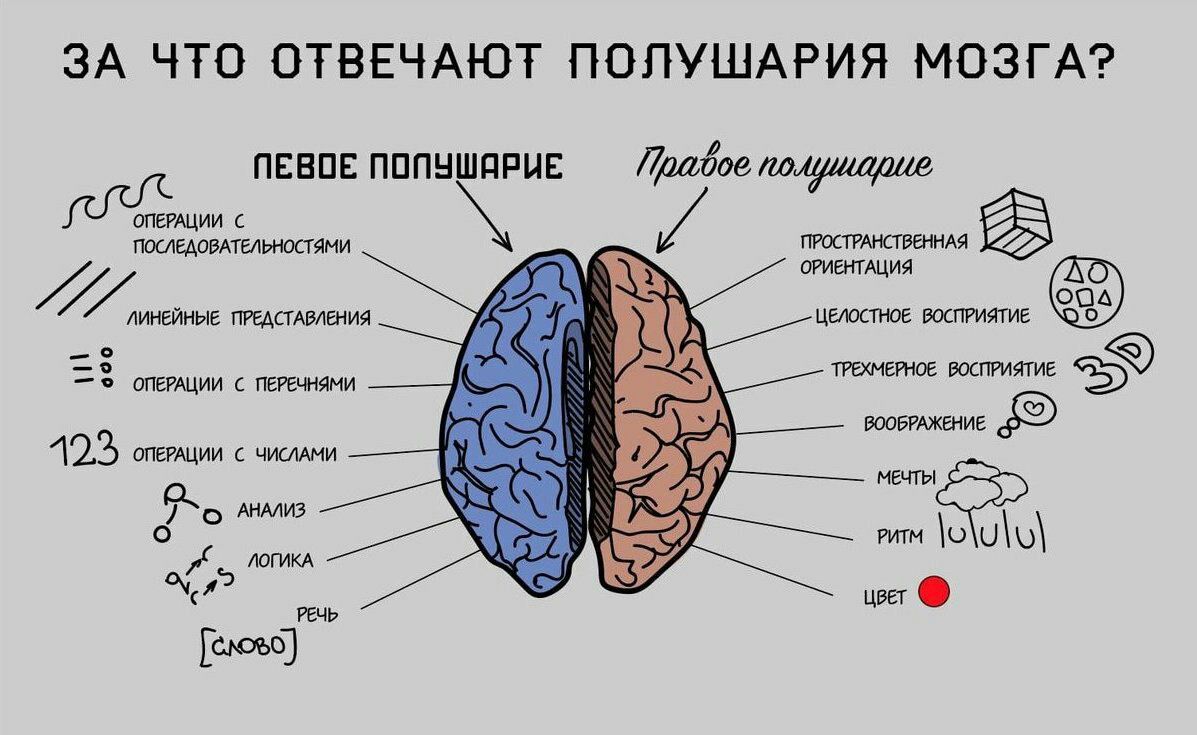 ЗА ЧТО ОТВЕЧАЮТ ПОЛУШАРИЯ МОЗГА?
ЛЕВОЕ ПОЛУШАРИЕ
ОПЕРАЦИИ С
ПОСЛЕДОВАТЕЛЬНОСТЯМИ
ЛИНЕЙНЫЕ ПРЕДСТАВЛЕНИЯ
ОПЕРАЦИИ С ПЕРЕЧНЯМИ
123
ОПЕРАЦИИ С ЧИСЛАМИ
АНАЛИЗ
ЛОГИКА
РЕЧЬ
[СЛОВО]
Правое полушарие
ПРОСТРАНСТВЕННАЯ
ОРИЕНТАЦИЯ
ЦЕЛОСТНОЕ ВОСПРИЯТИЕ
ТРЕХМЕРНОЕ ВОСПРИЯТИЕ
3D
ВООБРАЖЕНИЕ
МЕЧТЫ
РИТМ
ЦВЕТ